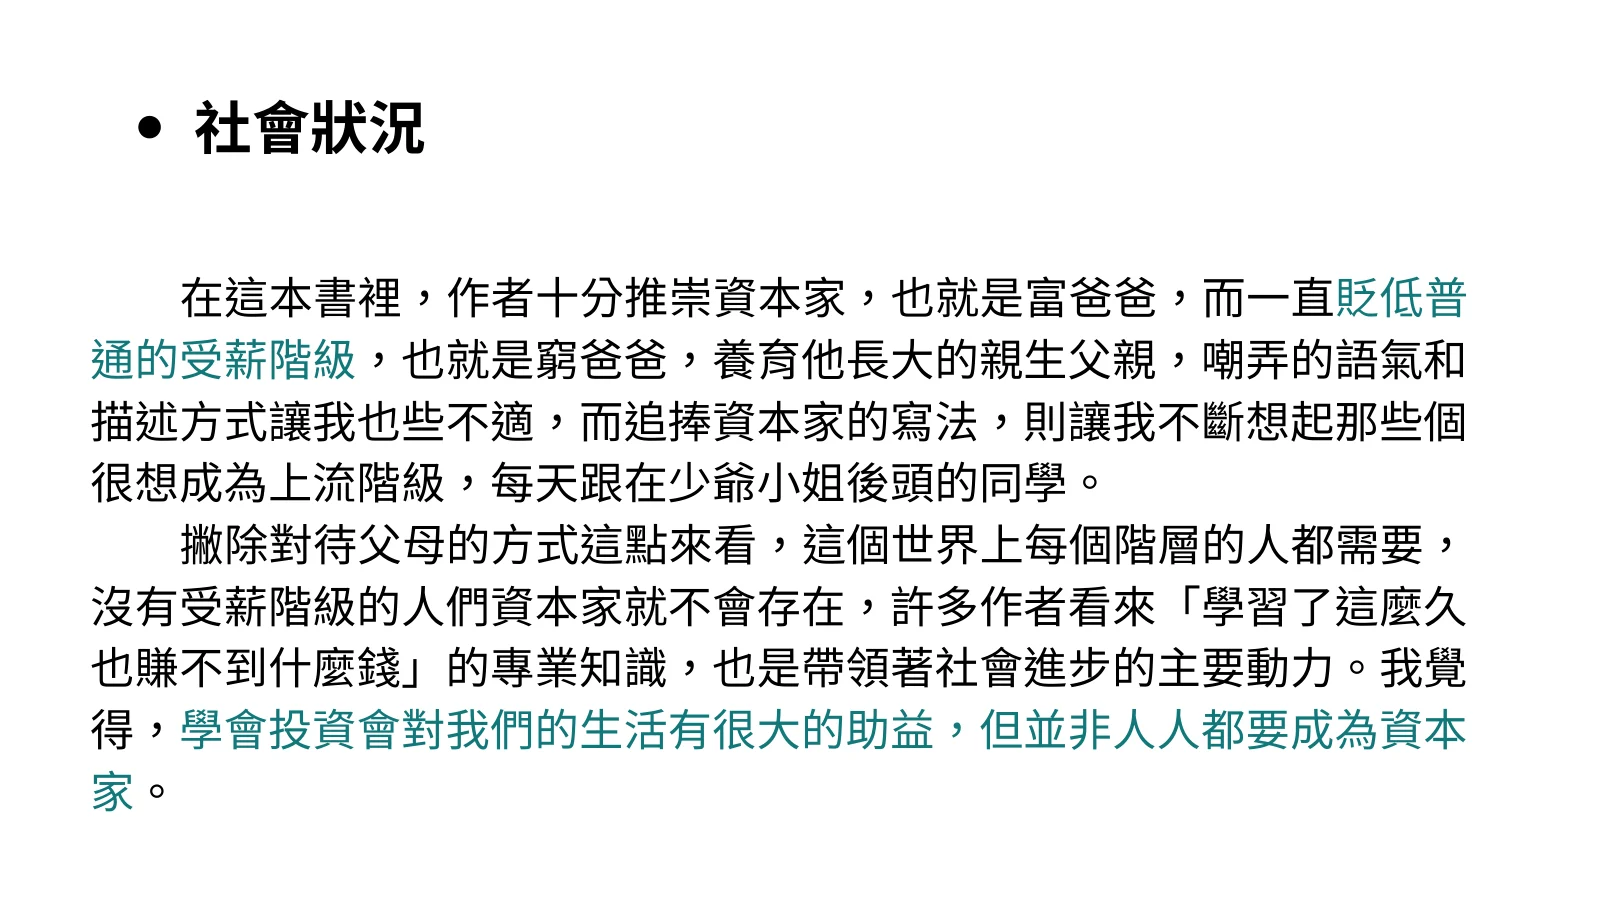 • 社會狀況
在這本書裡，作者十分推崇資本家，也就是富爸爸，而一直貶低普
通的受薪階級，也就是窮爸爸，養育他長大的親生父親，嘲弄的語氣和
描述方式讓我也些不適，而追捧資本家的寫法，則讓我不斷想起那些個
很想成為上流階級，每天跟在少爺小姐後頭的同學。
撇除對待父母的方式這點來看，這個世界上每個階層的人都需要，
沒有受薪階級的人們資本家就不會存在，許多作者看來「學習了這麼久
也賺不到什麼錢」的專業知識，也是帶領著社會進步的主要動力。我覺
得，學會投資會對我們的生活有很大的助益，但並非人人都要成為資本
家。